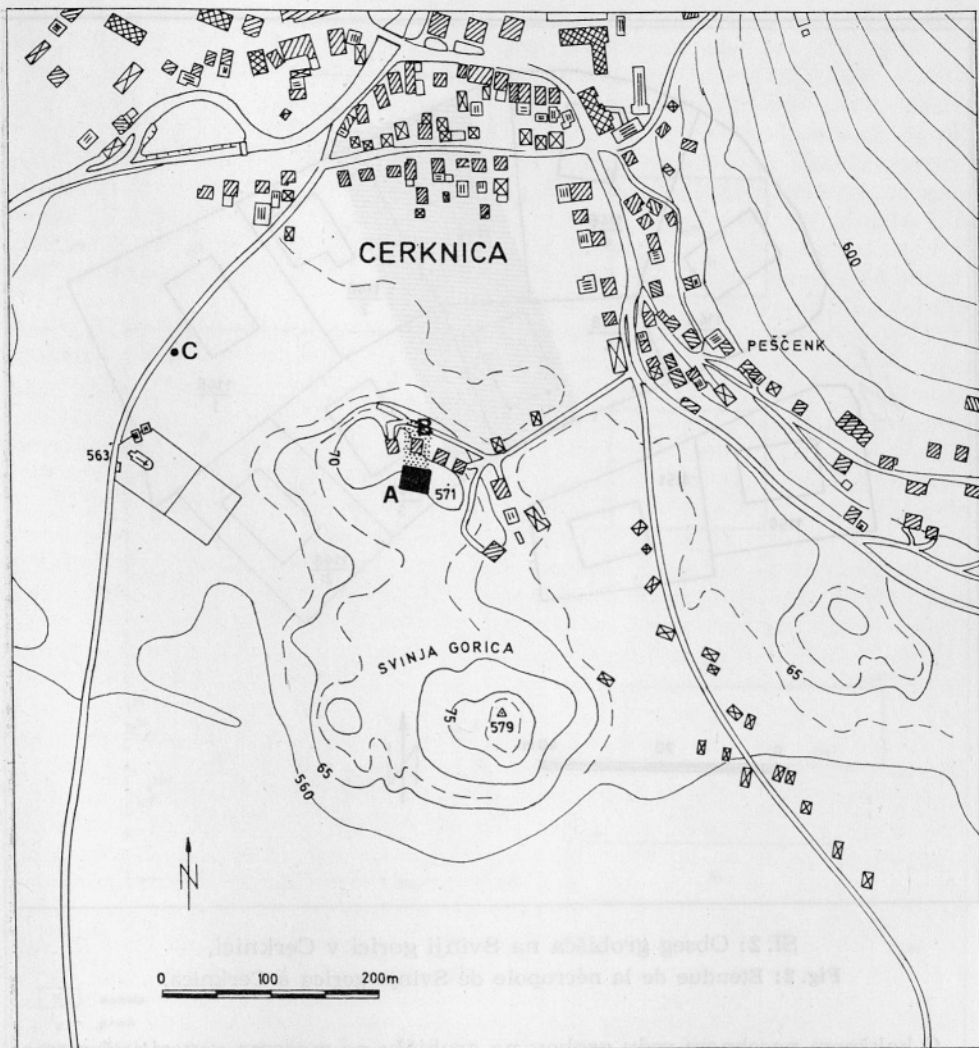 CERKNICA
600
PEŠČENK
C
563
70
A
571
SVINJA GORICA
65
75
579
65
560
N
0 100 200m
Sl. 2: Obseg grobišča na Svinji gorici v Cerknici.
Fig. 2: Etendue de la nécropole de Svinja gorica à Cerknica